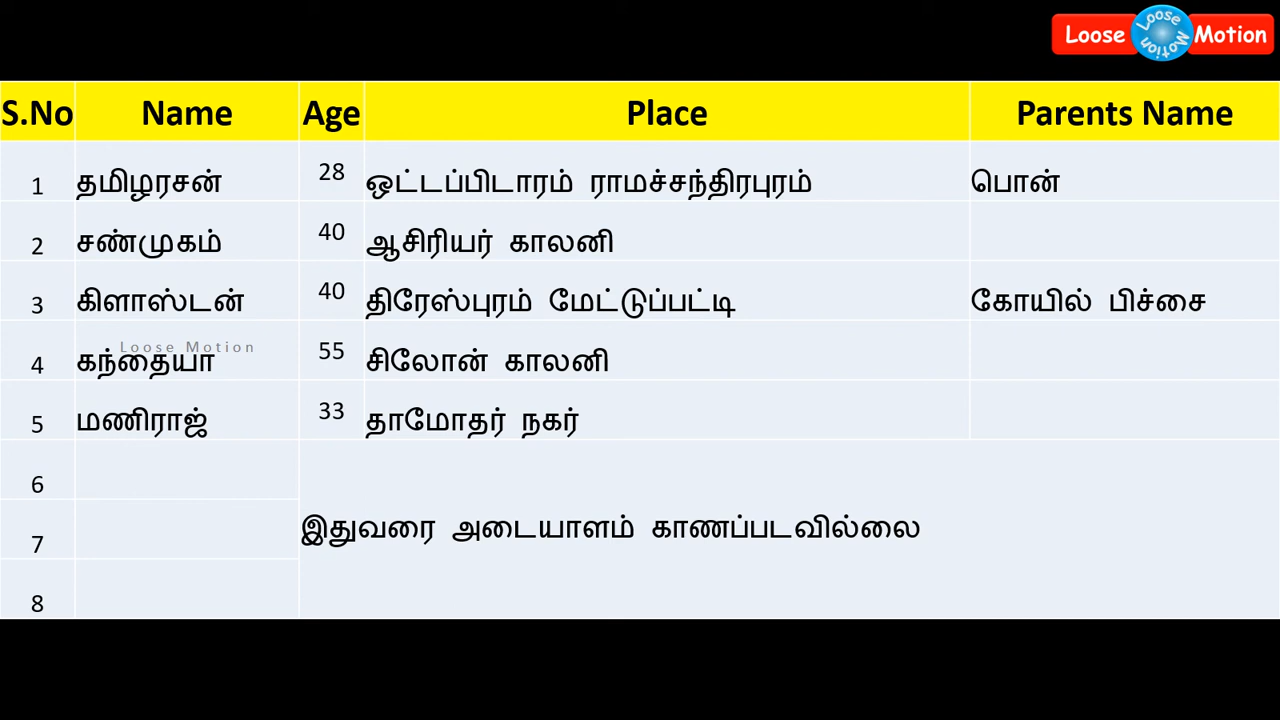 Loose Loose Motion Motion
S.No Name Age Place Parents Name
1 தமிழரசன் 28 ஒட்டப்பிடாரம் ராமச்சந்திரபுரம் பொன்
2 சண்முகம் 40 ஆசிரியர் காலனி
3 கிளாஸ்டன் 40 திரேஸ்புரம் மேட்டுப்பட்டி கோயில் பிச்சை
Loose Motion
4 கந்தையா 55 சிலோன் காலனி
5 மணிராஜ் 33 தாமோதர் நகர்
6
7 இதுவரை அடையாளம் காணப்படவில்லை
8